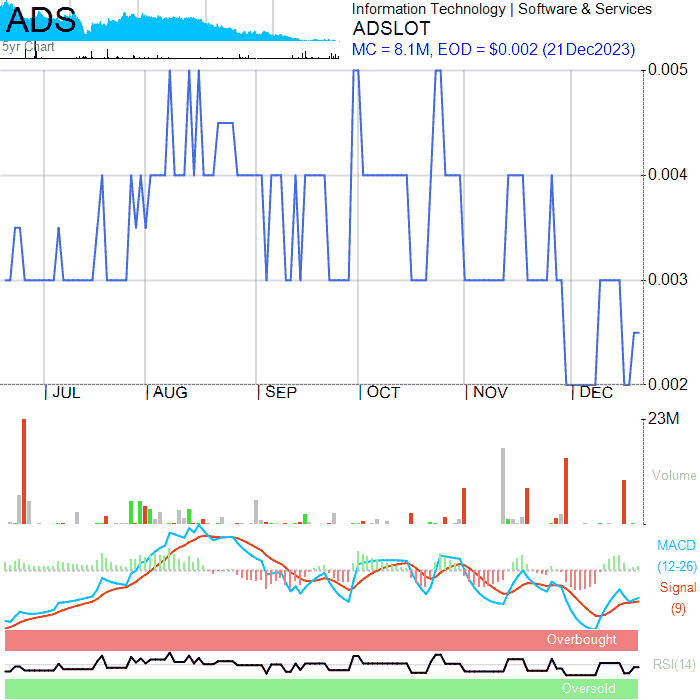 ADS
5yr Chart
Information Technology | Software & Services
ADSLOT
MC = 8.1M, EOD = $0.002 (21Dec2023)
0.005
0.004
0.003
0.002
JUL AUG SEP OCT NOV DEC
23M
Volume
MACD
(12-26)
Signal
(9)
Overbought
RSI(14)
Oversold